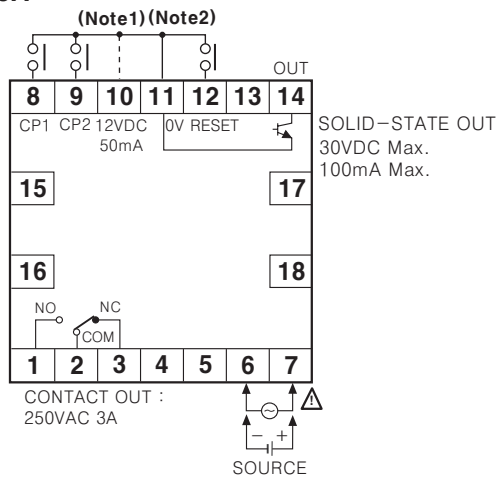 (Note1) (Note2)
OUT
8 9 10 11 12 13 14
CP1 CP2 12VDC 0V RESET
50mA
SOLID-STATE OUT
30VDC Max.
100mA Max.
15 17
16 18
NO NC
COM
1 2 3 4 5 6 7
CONTACT OUT :
250VAC 3A
- +
SOURCE